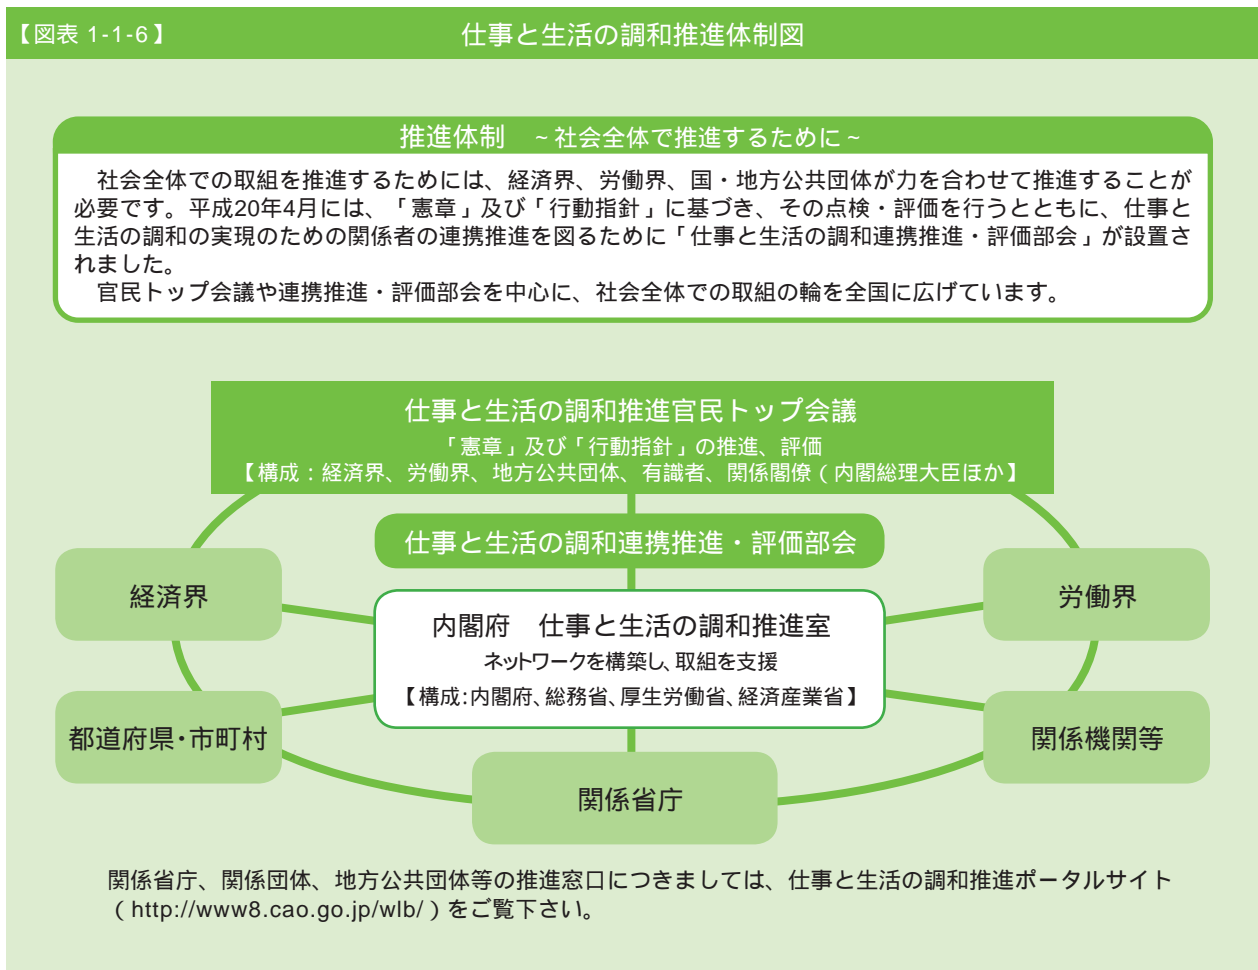 【図表 1-1-6】
仕事と生活の調和推進体制図
推進体制　~社会全体で推進するために~
　社会全体での取組を推進するためには、経済界、労働界、国・地方公共団体が力を合わせて推進することが
必要です。平成20年4月には、「憲章」及び「行動指針」に基づき、その点検・評価を行うとともに、仕事と
生活の調和の実現のための関係者の連携推進を図るために「仕事と生活の調和連携推進・評価部会」が設置さ
れました。
　官民トップ会議や連携推進・評価部会を中心に、社会全体での取組の輪を全国に広げています。
仕事と生活の調和推進官民トップ会議
「憲章」及び「行動指針」の推進、評価
【構成：経済界、労働界、地方公共団体、有識者、関係閣僚（内閣総理大臣ほか】
仕事と生活の調和連携推進・評価部会
経済界
労働界
内閣府　仕事と生活の調和推進室
ネットワークを構築し、取組を支援
【構成:内閣府、総務省、厚生労働省、経済産業省】
都道府県・市町村
関係機関等
関係省庁
関係省庁、関係団体、地方公共団体等の推進窓口につきましては、仕事と生活の調和推進ポータルサイト
（http://www8.cao.go.jp/wlb/）をご覧下さい。